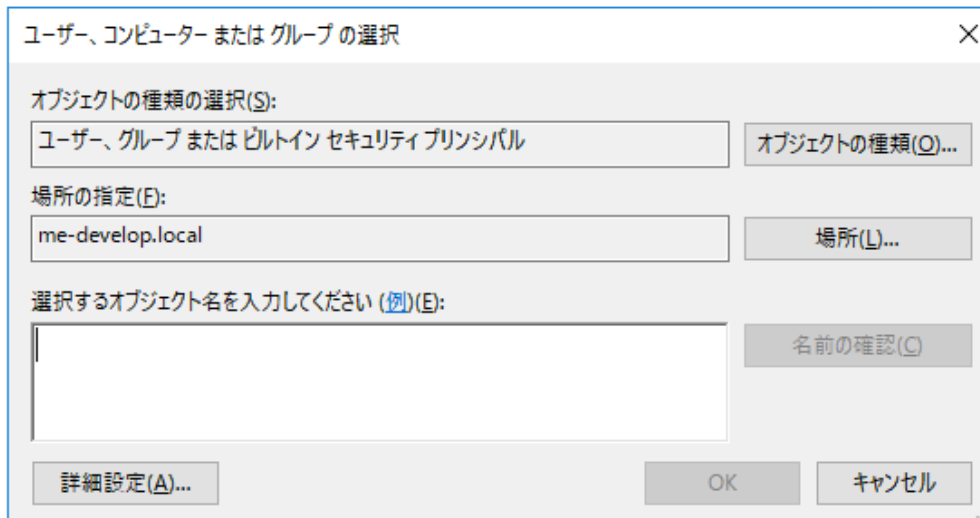 ユーザー、コンピューター または グループ の選択
オブジェクトの種類の選択(S):
ユーザー、グループ または ビルトイン セキュリティ プリンシパル
オブジェクトの種類(O)...
場所の指定(F):
me-develop.local
場所(L)...
選択するオブジェクト名を入力してください (例)(E):
名前の確認(C)
詳細設定(A)...
OK
キャンセル